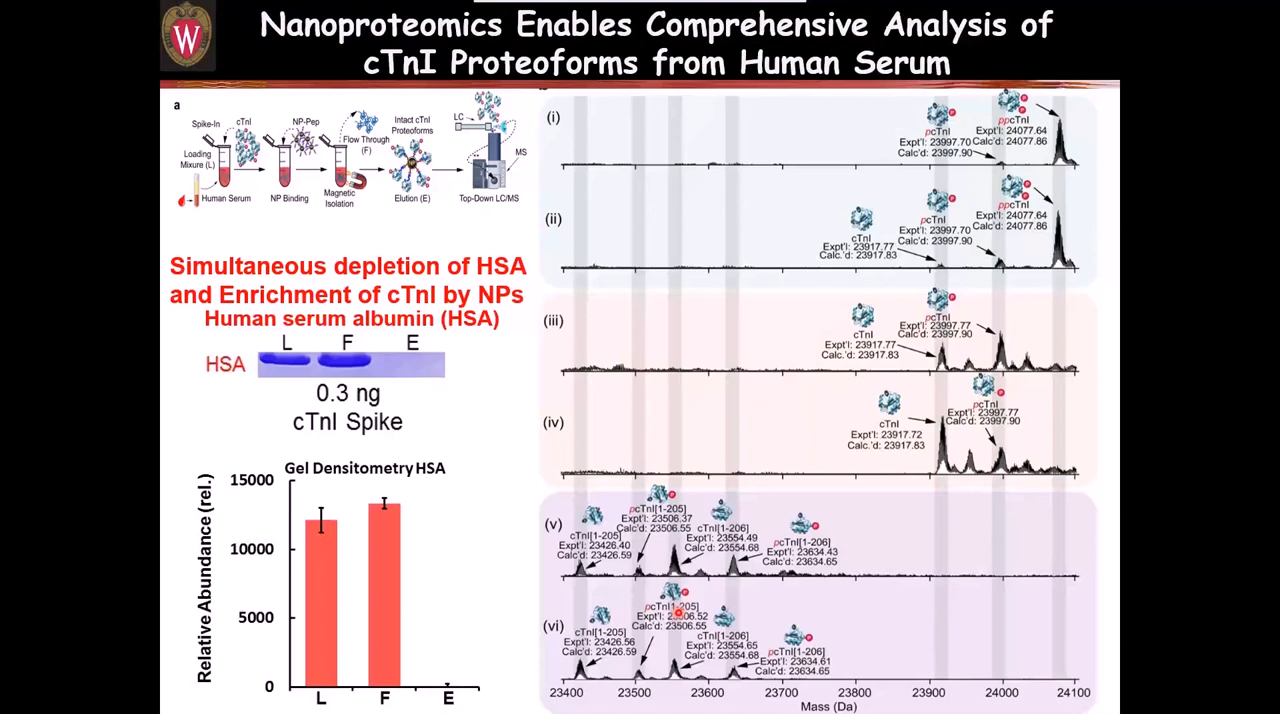 W
Nanoproteomics Enables Comprehensive Analysis of
cTnI Proteoforms from Human Serum
a
Spike-In
cTnI
Loading
Mixture (L)
Human Serum
NP-Pep
NP Binding
Flow Through
(F)
Magnetic
Isolation
Intact cTnI
Proteoforms
Elution (E)
LC
MS
Top-Down LC/MS
Simultaneous depletion of HSA
and Enrichment of cTnI by NPs
Human serum albumin (HSA)
L F E
HSA
0.3 ng
cTnI Spike
Gel Densitometry HSA
Relative Abundance (rel.)
15000
10000
5000
0
L F E
(i)
pcTnI
Expt'l: 23997.70
Calc'd: 23997.90
ppcTnI
Expt'l: 24077.64
Calc'd: 24077.86
(ii)
cTnI
Expt'l: 23917.77
Calc.'d: 23917.83
pcTnI
Expt'l: 23997.70
Calc'd: 23997.90
ppcTnI
Expt'l: 24077.64
Calc'd: 24077.86
(iii)
cTnI
Expt'l: 23917.77
Calc.'d: 23917.83
pcTnI
Expt'l: 23997.77
Calc'd: 23997.90
(iv)
cTnI
Expt'l: 23917.72
Calc.'d: 23917.83
pcTnI
Expt'l: 23997.77
Calc'd: 23997.90
(v)
cTnI[1-205]
Expt'l: 23426.40
Calc'd: 23426.59
pcTnI[1-205]
Expt'l: 23506.37
Calc'd: 23506.55
cTnI[1-206]
Expt'l: 23554.49
Calc'd: 23554.68
pcTnI[1-206]
Expt'l: 23634.43
Calc'd: 23634.65
(vi)
cTnI[1-205]
Expt'l: 23426.56
Calc'd: 23426.59
pcTnI[1-205]
Expt'l: 23506.52
Calc'd: 23506.55
cTnI[1-206]
Expt'l: 23554.65
Calc'd: 23554.68
pcTnI[1-206]
Expt'l: 23634.61
Calc'd: 23634.65
23400 23500 23600 23700 23800 23900 24000 24100
Mass (Da)